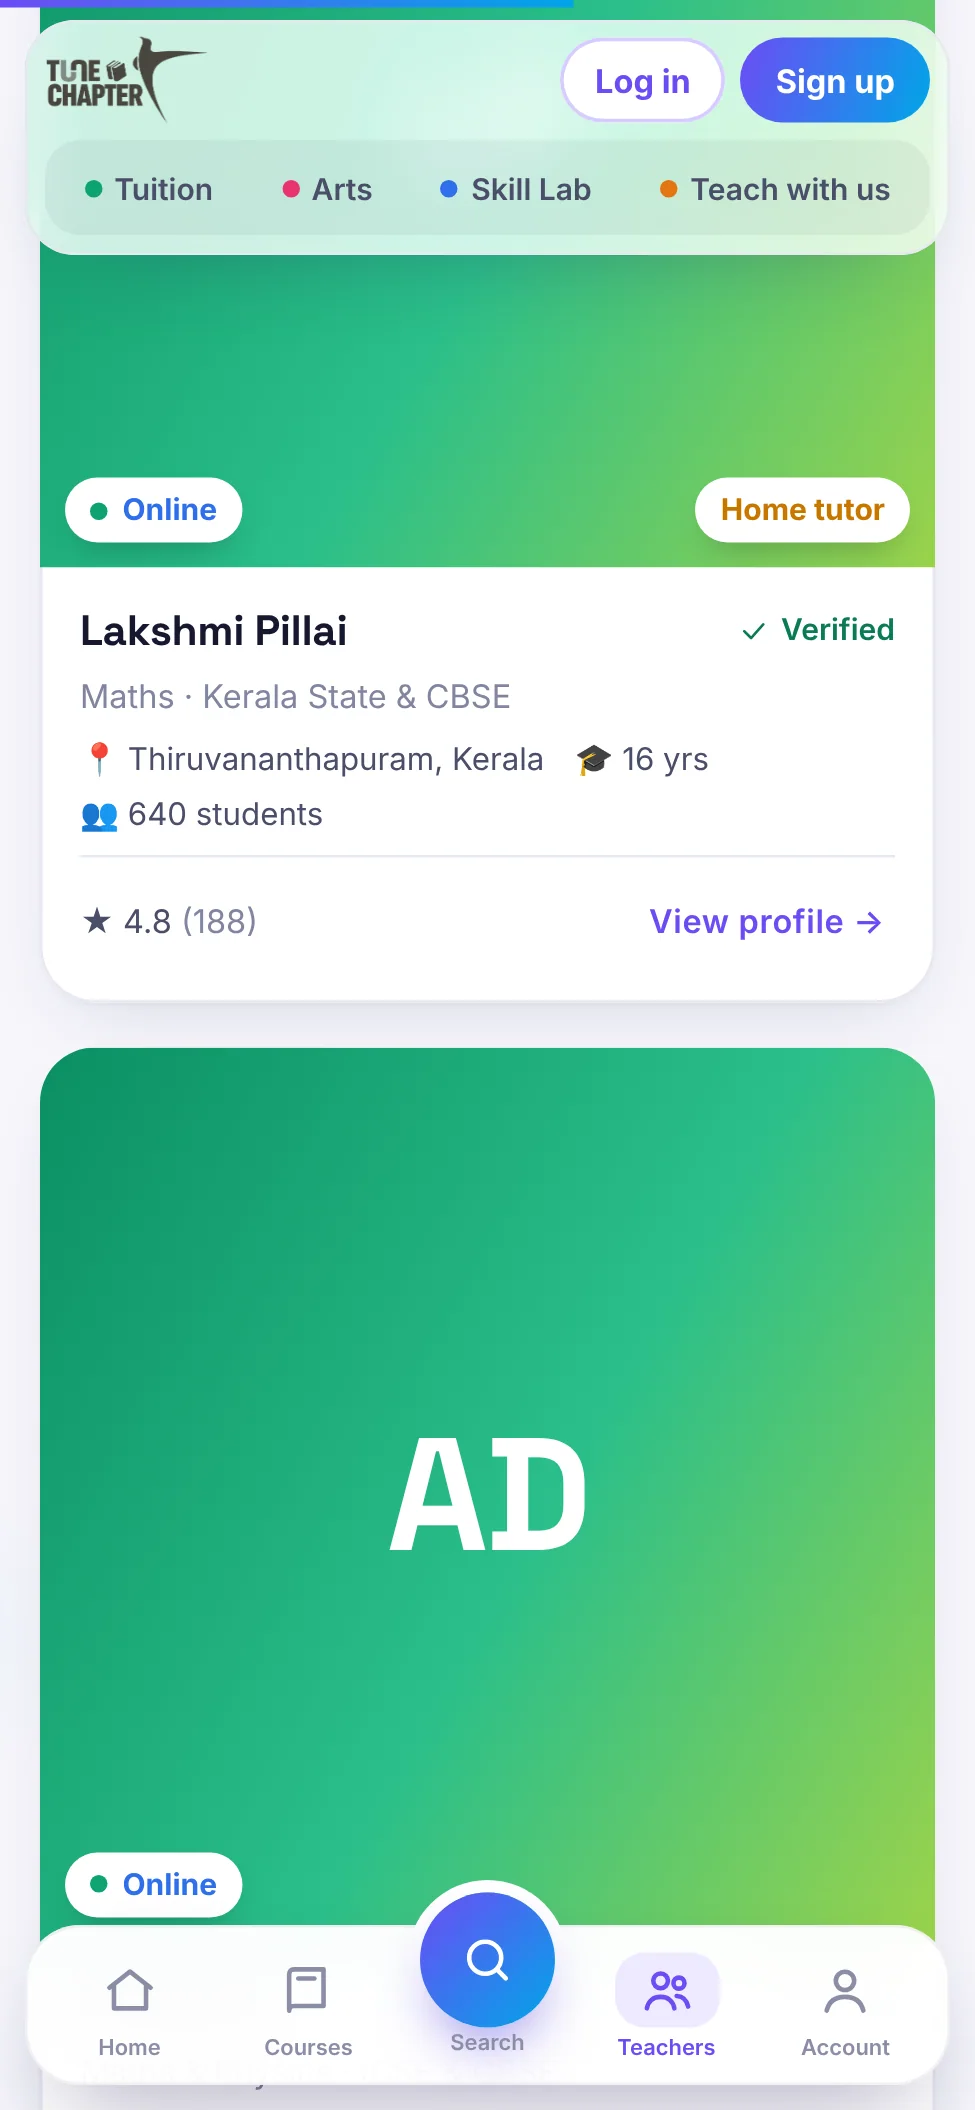 TUNE
CHAPTER
Log in
Sign up
Tuition
Arts
Skill Lab
Teach with us
Online
Home tutor
Lakshmi Pillai
✓ Verified
Maths · Kerala State & CBSE
📍 Thiruvananthapuram, Kerala 🎓 16 yrs
👥 640 students
★ 4.8 (188)
View profile →
AD
Online
Home
Courses
Search
Teachers
Account